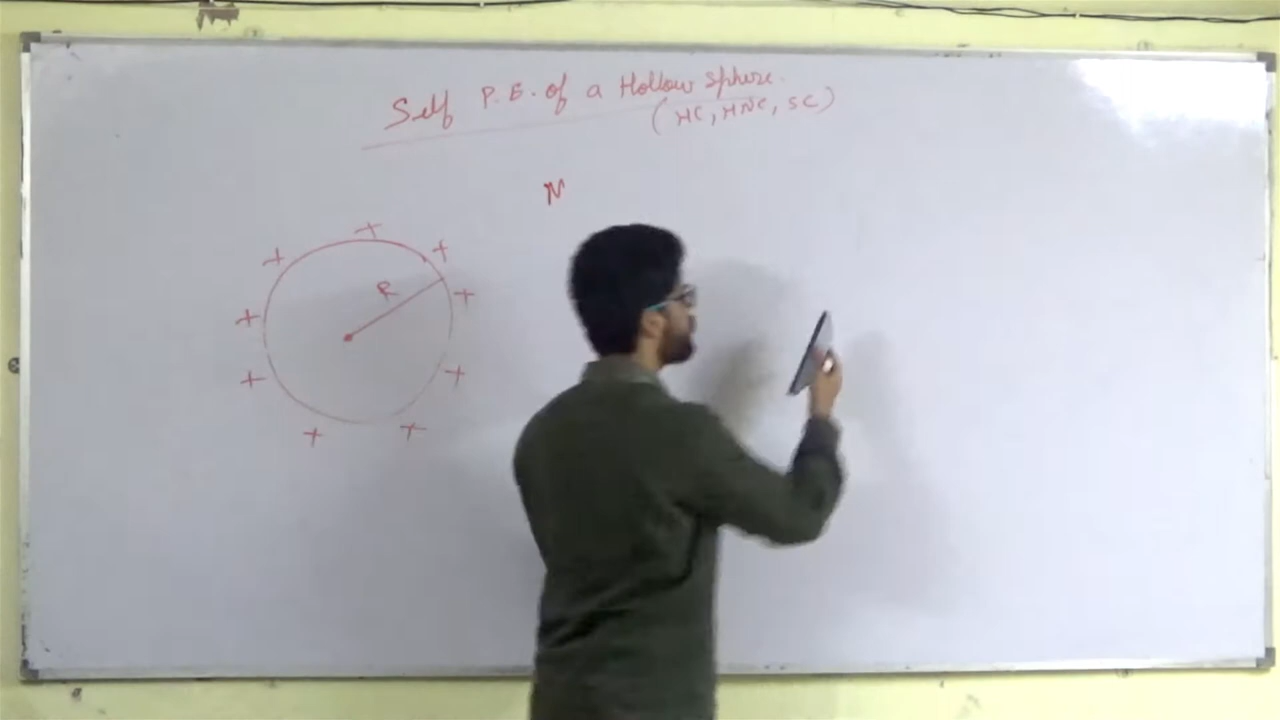 Self P.E. of a Hollow sphere.
(HC, HNC, SC)
N
+ + + + + + + + +
R